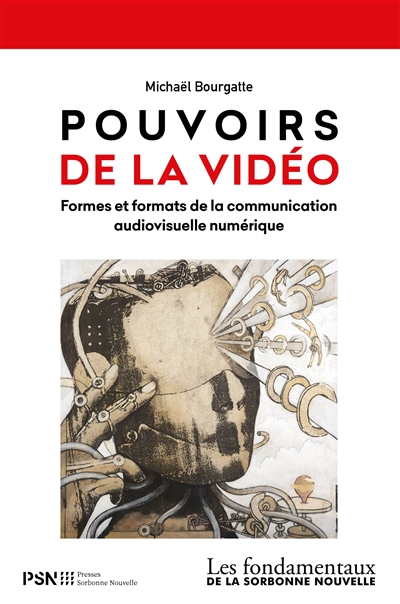 Michaël Bourgatte
POUVOIRS
DE LA VIDÉO
Formes et formats de la communication
audiovisuelle numérique
PSN
Presses
Sorbonne Nouvelle
Les fondamentaux
DE LA SORBONNE NOUVELLE